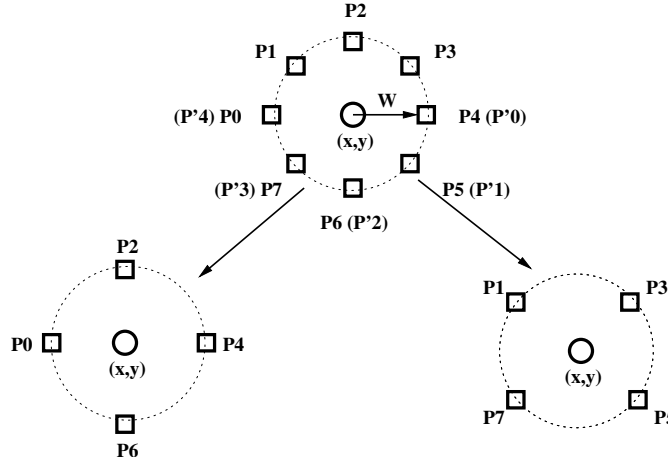 P2
P1
P3
(P'4) P0
W
P4 (P'0)
(x,y)
(P'3) P7
P5 (P'1)
P6 (P'2)
P2
P0
P4
(x,y)
P6
P1
P3
(x,y)
P7
P5